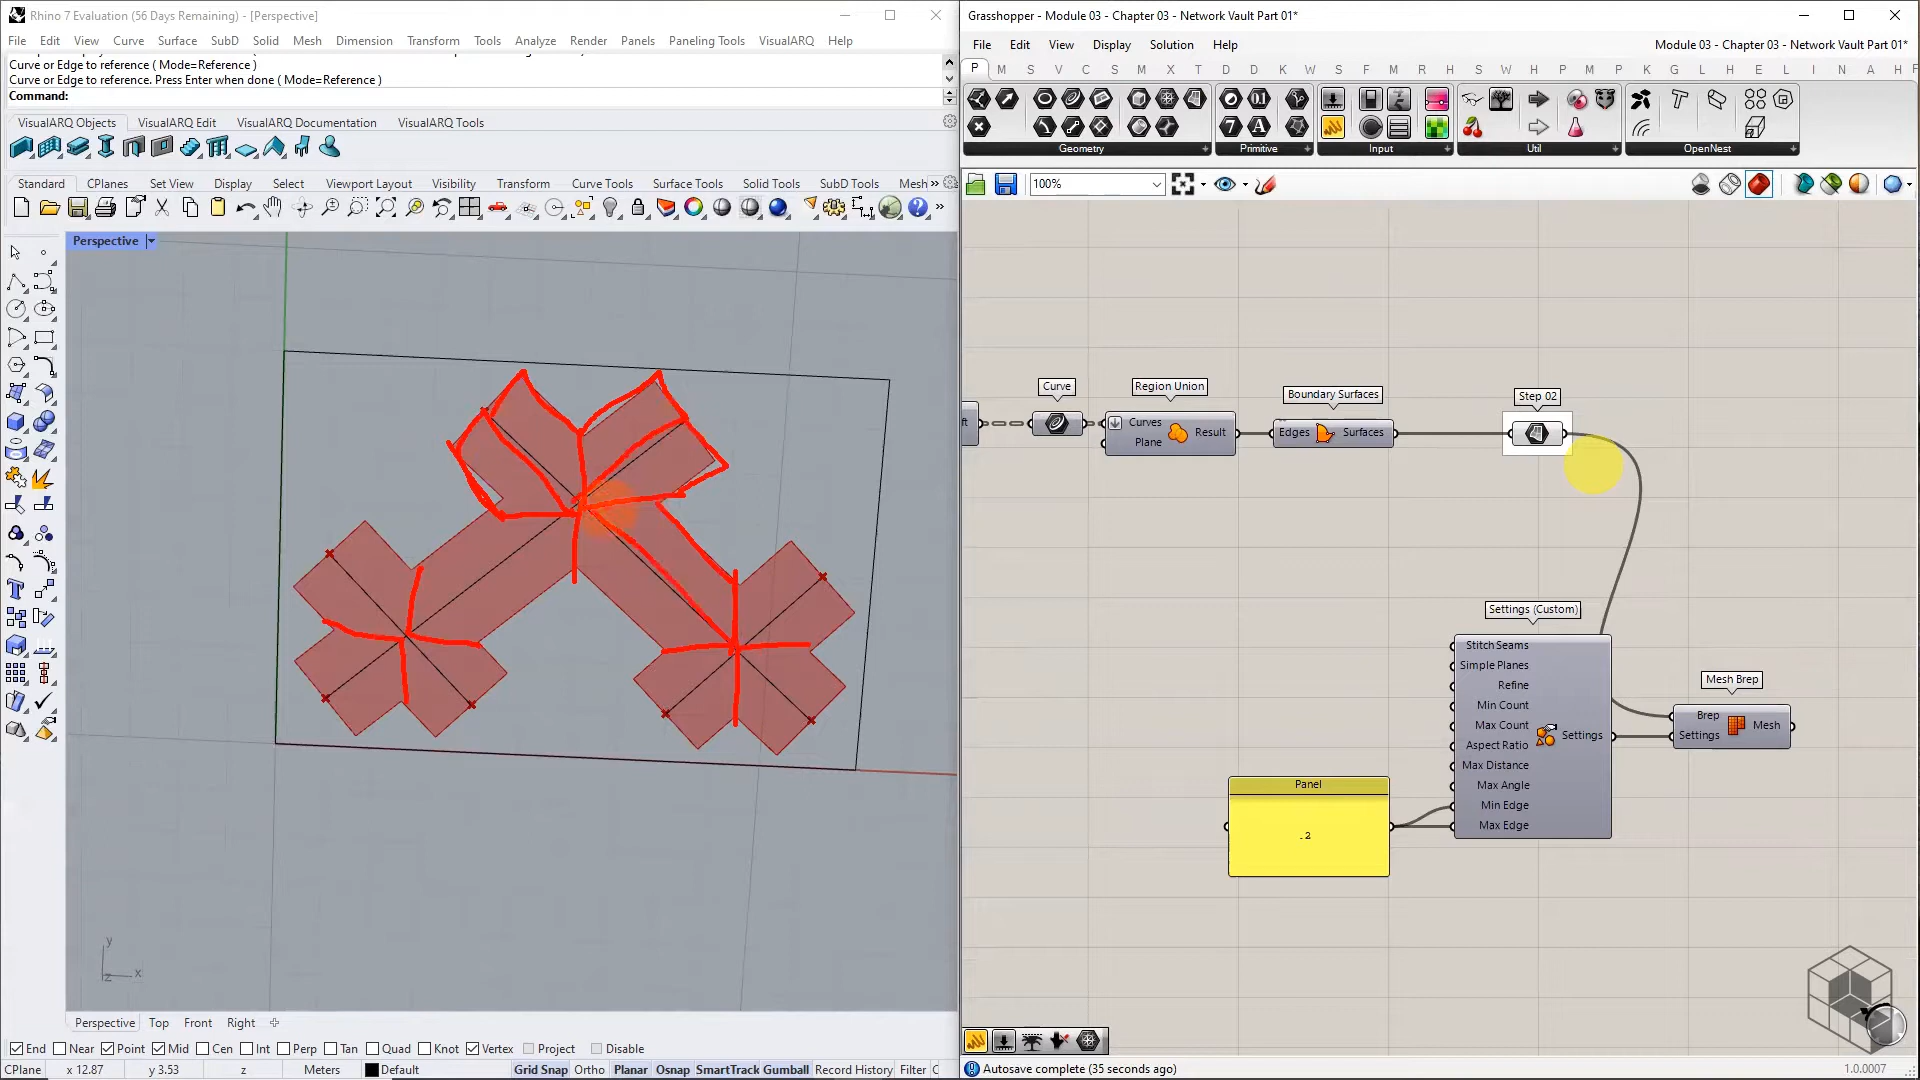 Rhino 7 Evaluation (56 Days Remaining) - [Perspective]
File Edit View Curve Surface SubD Solid Mesh Dimension Transform Tools Analyze Render Panels Paneling Tools VisualARQ Help
Curve or Edge to reference ( Mode=Reference )
Curve or Edge to reference. Press Enter when done ( Mode=Reference )
Command:
VisualARQ Objects VisualARQ Edit VisualARQ Documentation VisualARQ Tools
Standard CPlanes Set View Display Select Viewport Layout Visibility Transform Curve Tools Surface Tools Solid Tools SubD Tools Mesh »
Perspective
y
z x
Perspective Top Front Right
End Near Point Mid Cen Int Perp Tan Quad Knot Vertex Project Disable
CPlane x 12.87 y 3.53 z Meters Default Grid Snap Ortho Planar Osnap SmartTrack Gumball Record History Filter C
Grasshopper - Module 03 - Chapter 03 - Network Vault Part 01*
File Edit View Display Solution Help Module 03 - Chapter 03 - Network Vault Part 01*
P M S V C S M X T D D K W S F M R H S W H P M P K G L H E L I N A H F
Geometry Primitive Input Util OpenNest
100%
Curve
Region Union
Boundary Surfaces
Step 02
ft
Curves
Plane
Result
Edges Surfaces
Settings (Custom)
Stitch Seams
Simple Planes
Refine
Min Count
Max Count
Aspect Ratio
Max Distance
Max Angle
Min Edge
Max Edge
Settings
Mesh Brep
Brep
Settings
Mesh
Panel
.2
Autosave complete (35 seconds ago)
1.0.0007